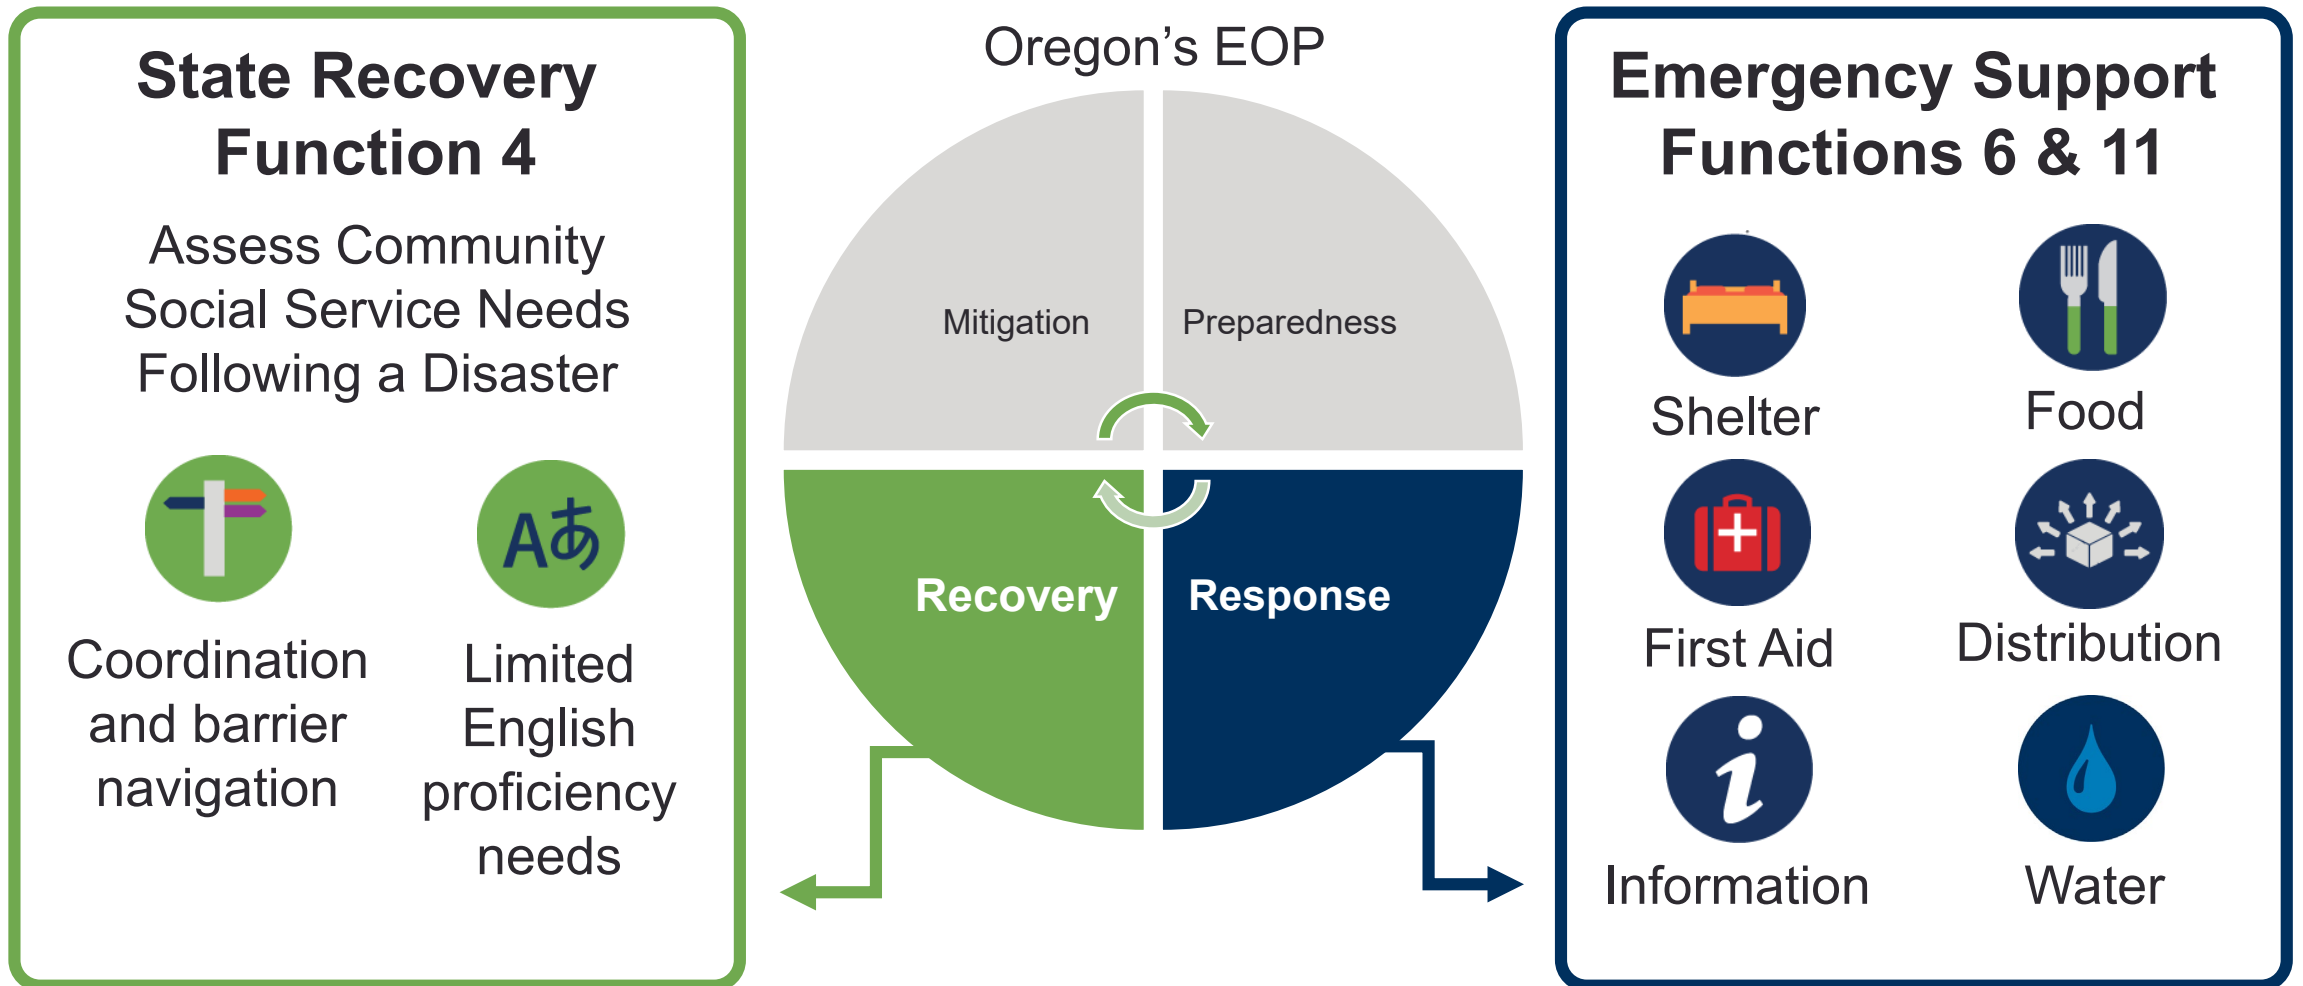 State Recovery
Function 4
Assess Community
Social Service Needs
Following a Disaster
Aあ
Coordination
and barrier
navigation
Limited
English
proficiency
needs
Oregon’s EOP
Mitigation
Preparedness
Recovery
Response
Emergency Support
Functions 6 & 11
Shelter
Food
First Aid
Distribution
i
Information
Water